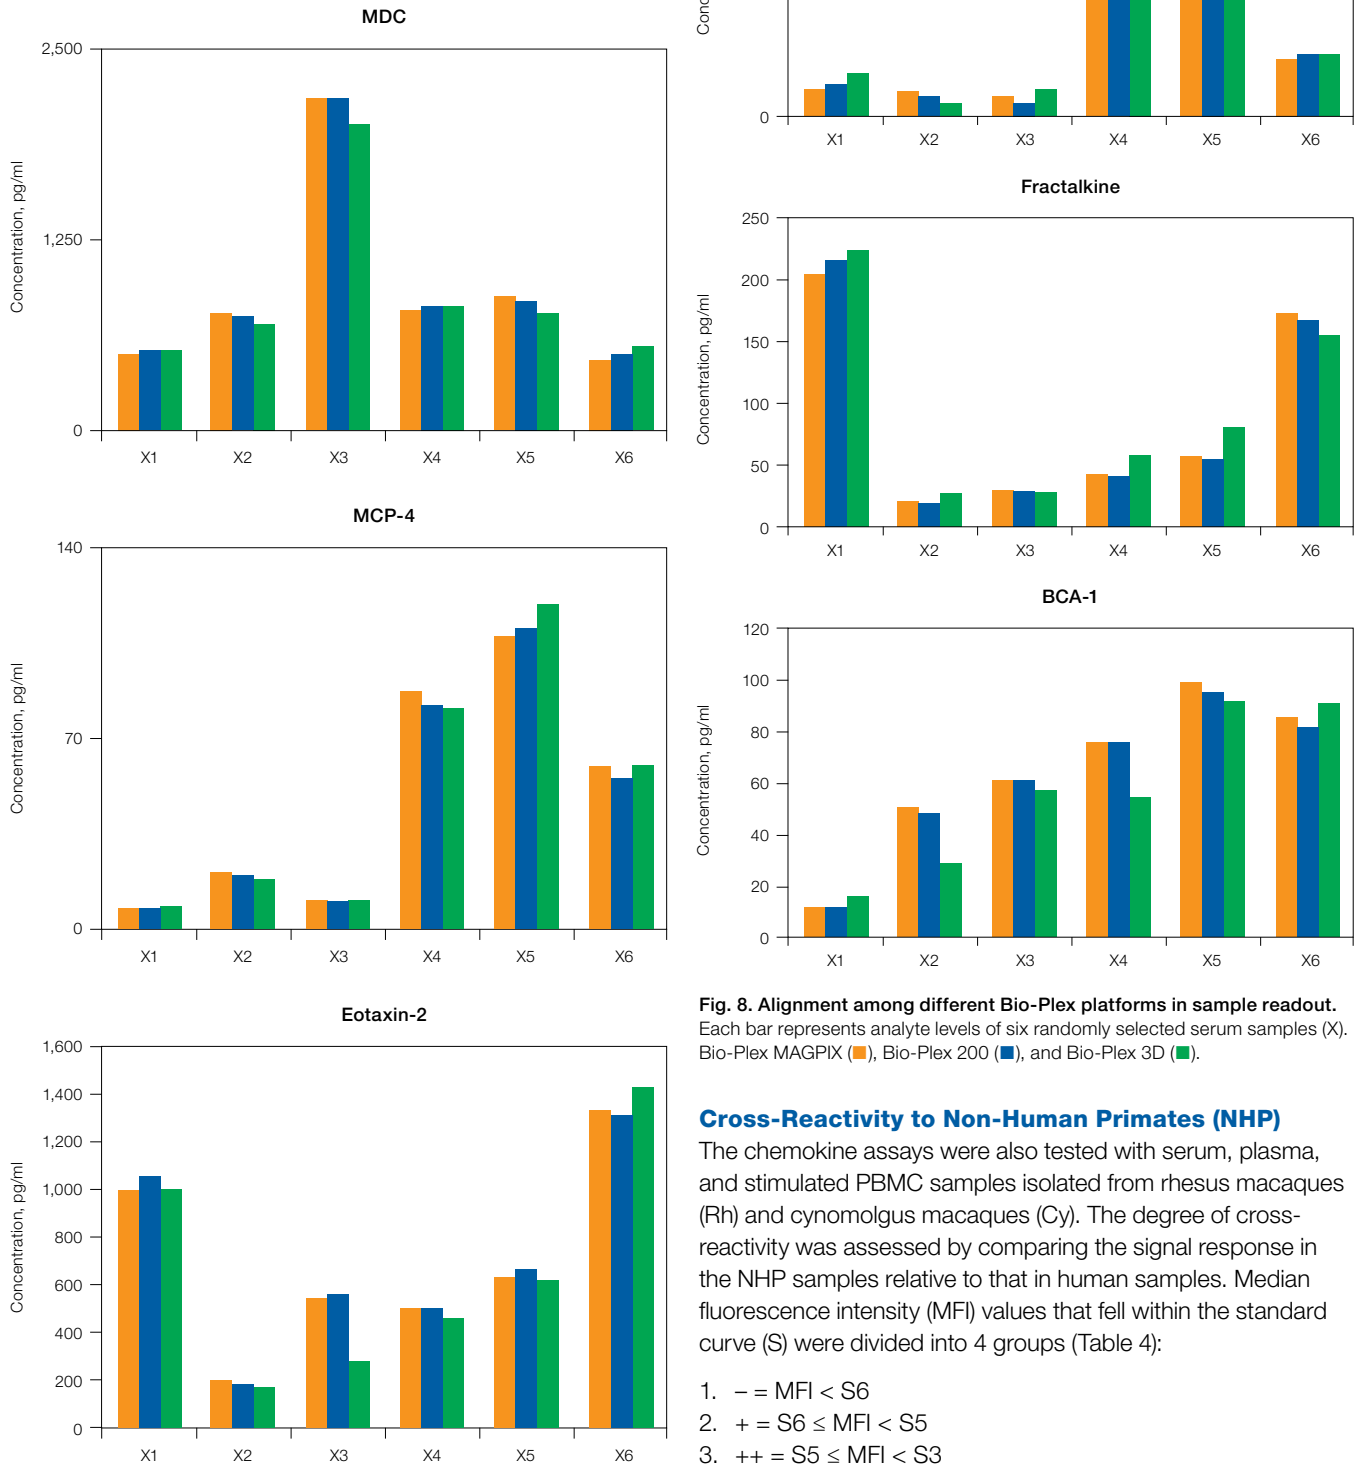 MDC
2,500
1,250
0
Concentration, pg/ml
X1 X2 X3 X4 X5 X6
MCP-4
140
70
0
Concentration, pg/ml
X1 X2 X3 X4 X5 X6
Eotaxin-2
1,600
1,400
1,200
1,000
800
600
400
200
0
Concentration, pg/ml
X1 X2 X3 X4 X5 X6
0
X1 X2 X3 X4 X5 X6
Fractalkine
250
200
150
100
50
0
Concentration, pg/ml
X1 X2 X3 X4 X5 X6
BCA-1
120
100
80
60
40
20
0
Concentration, pg/ml
X1 X2 X3 X4 X5 X6
Fig. 8. Alignment among different Bio-Plex platforms in sample readout.
Each bar represents analyte levels of six randomly selected serum samples (X).
Bio-Plex MAGPIX (■), Bio-Plex 200 (■), and Bio-Plex 3D (■).
Cross-Reactivity to Non-Human Primates (NHP)
The chemokine assays were also tested with serum, plasma,
and stimulated PBMC samples isolated from rhesus macaques
(Rh) and cynomolgus macaques (Cy). The degree of cross-
reactivity was assessed by comparing the signal response in
the NHP samples relative to that in human samples. Median
fluorescence intensity (MFI) values that fell within the standard
curve (S) were divided into 4 groups (Table 4):
1. – = MFI < S6
2. + = S6 ≤ MFI < S5
3. ++ = S5 ≤ MFI < S3